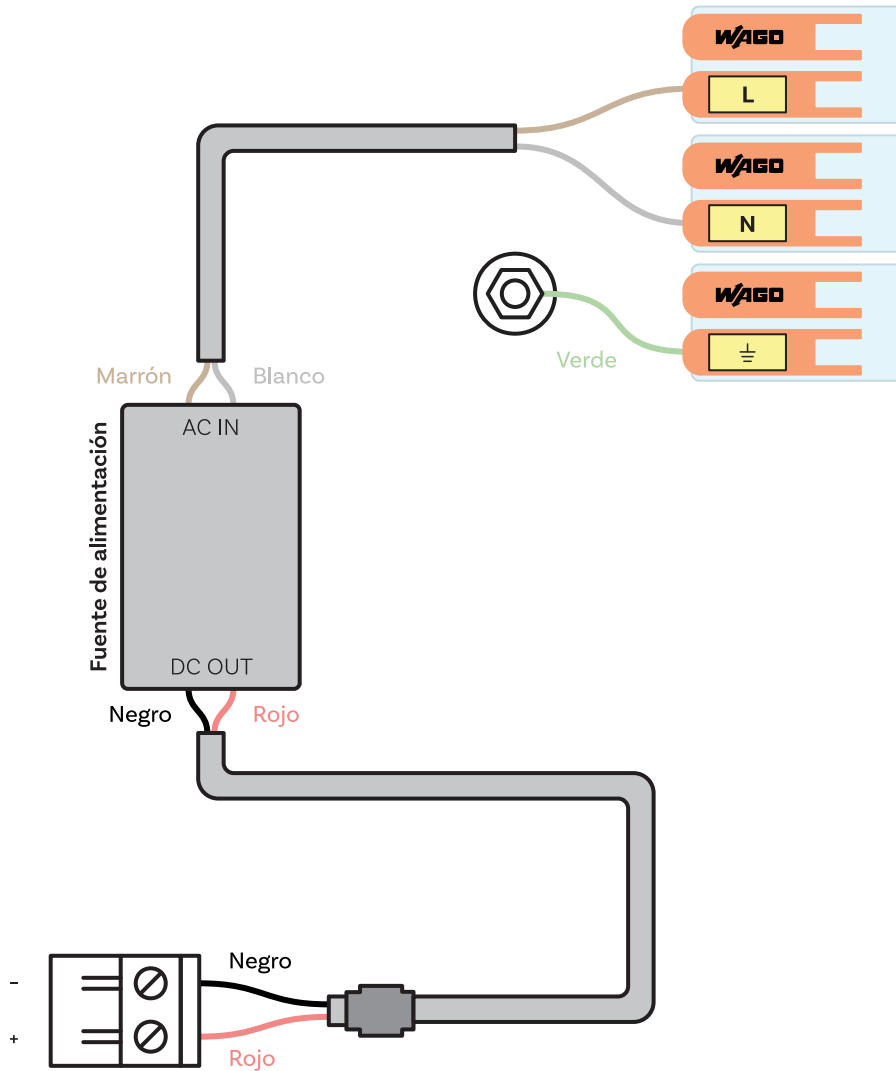 WAGO
L
WAGO
N
WAGO
Verde
Marrón
Blanco
AC IN
Fuente de alimentación
DC OUT
Negro
Rojo
Negro
-
+
Rojo